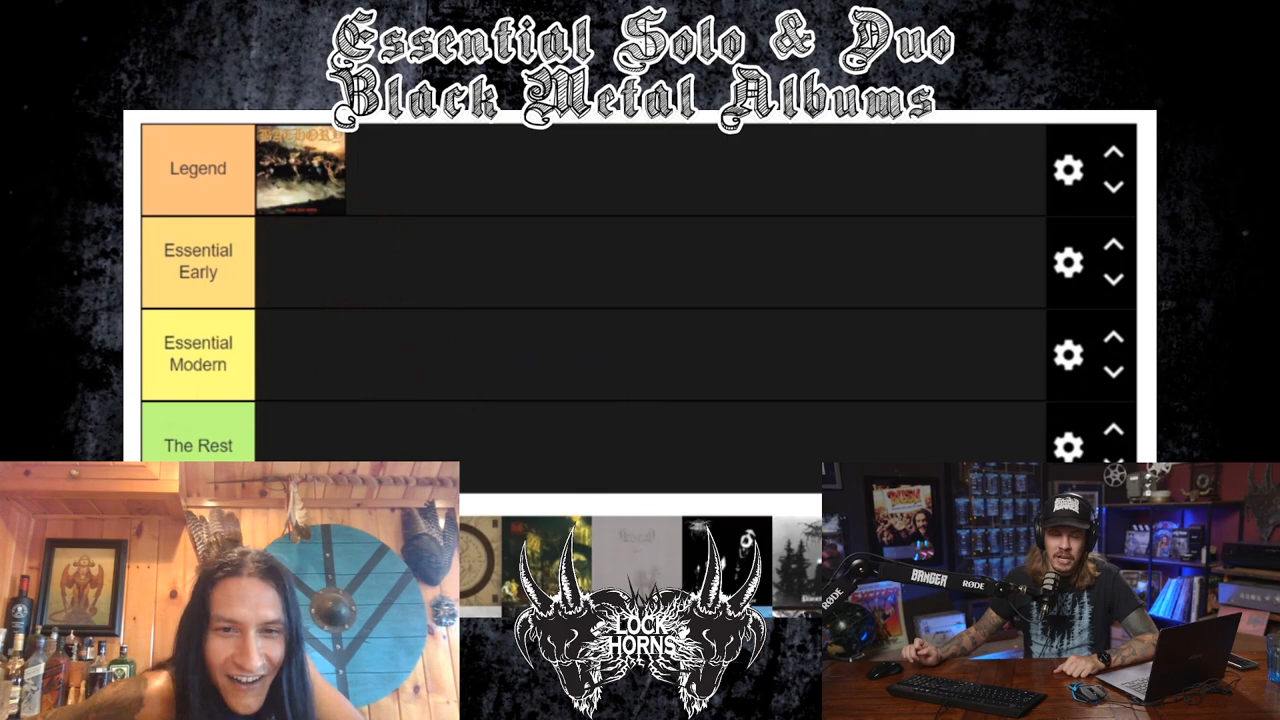 Essential Solo & Duo
Black Metal Albums
BATHORY
Legend
Essential
Early
Essential
Modern
The Rest
LOCK
HORNS
RUSH
BANGER
RØDE
RØDE